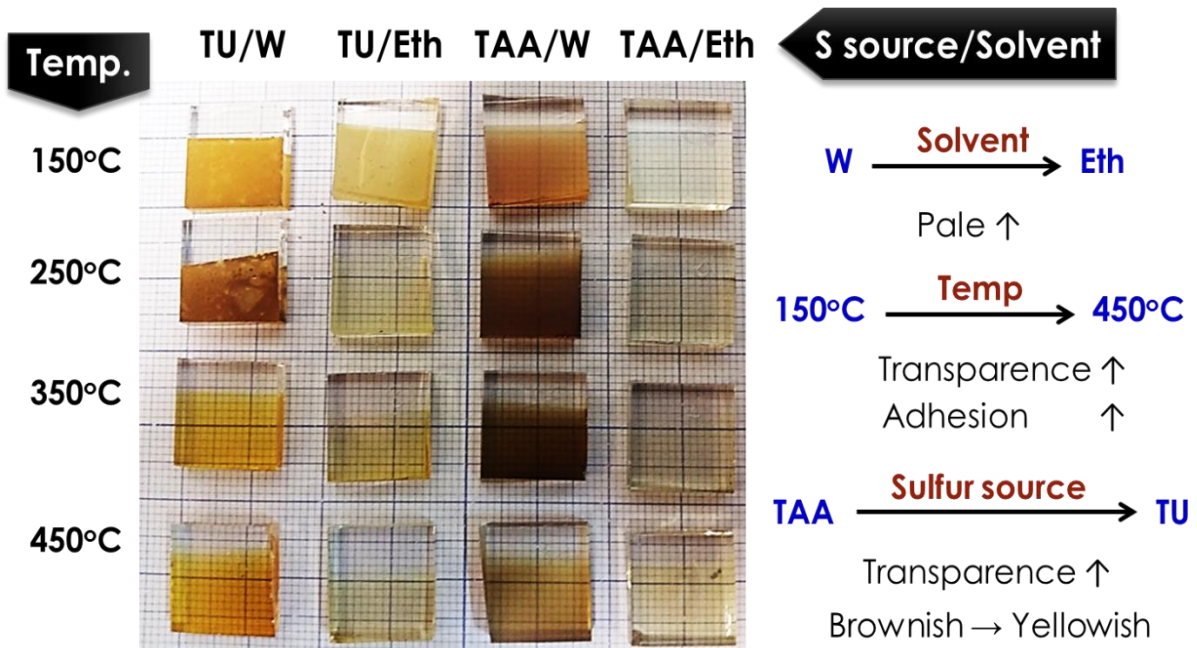 TU/W TU/Eth TAA/W TAA/Eth
S source/Solvent
Temp.
150°C
250°C
350°C
450°C
Solvent
W → Eth
Pale ↑
Temp
150°C → 450°C
Transparence ↑
Adhesion ↑
Sulfur source
TAA → TU
Transparence ↑
Brownish → Yellowish